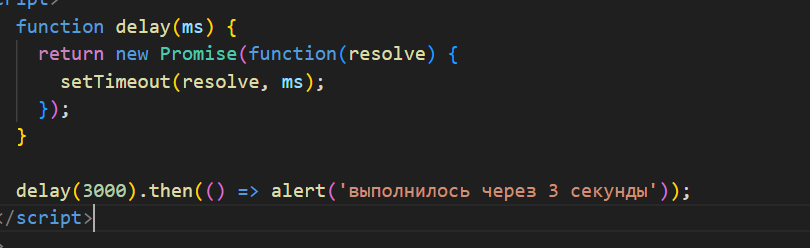 script>
function delay(ms) {
return new Promise(function(resolve) {
setTimeout(resolve, ms);
});
}
delay(3000).then(() => alert('выполнилось через 3 секунды'));
</script>